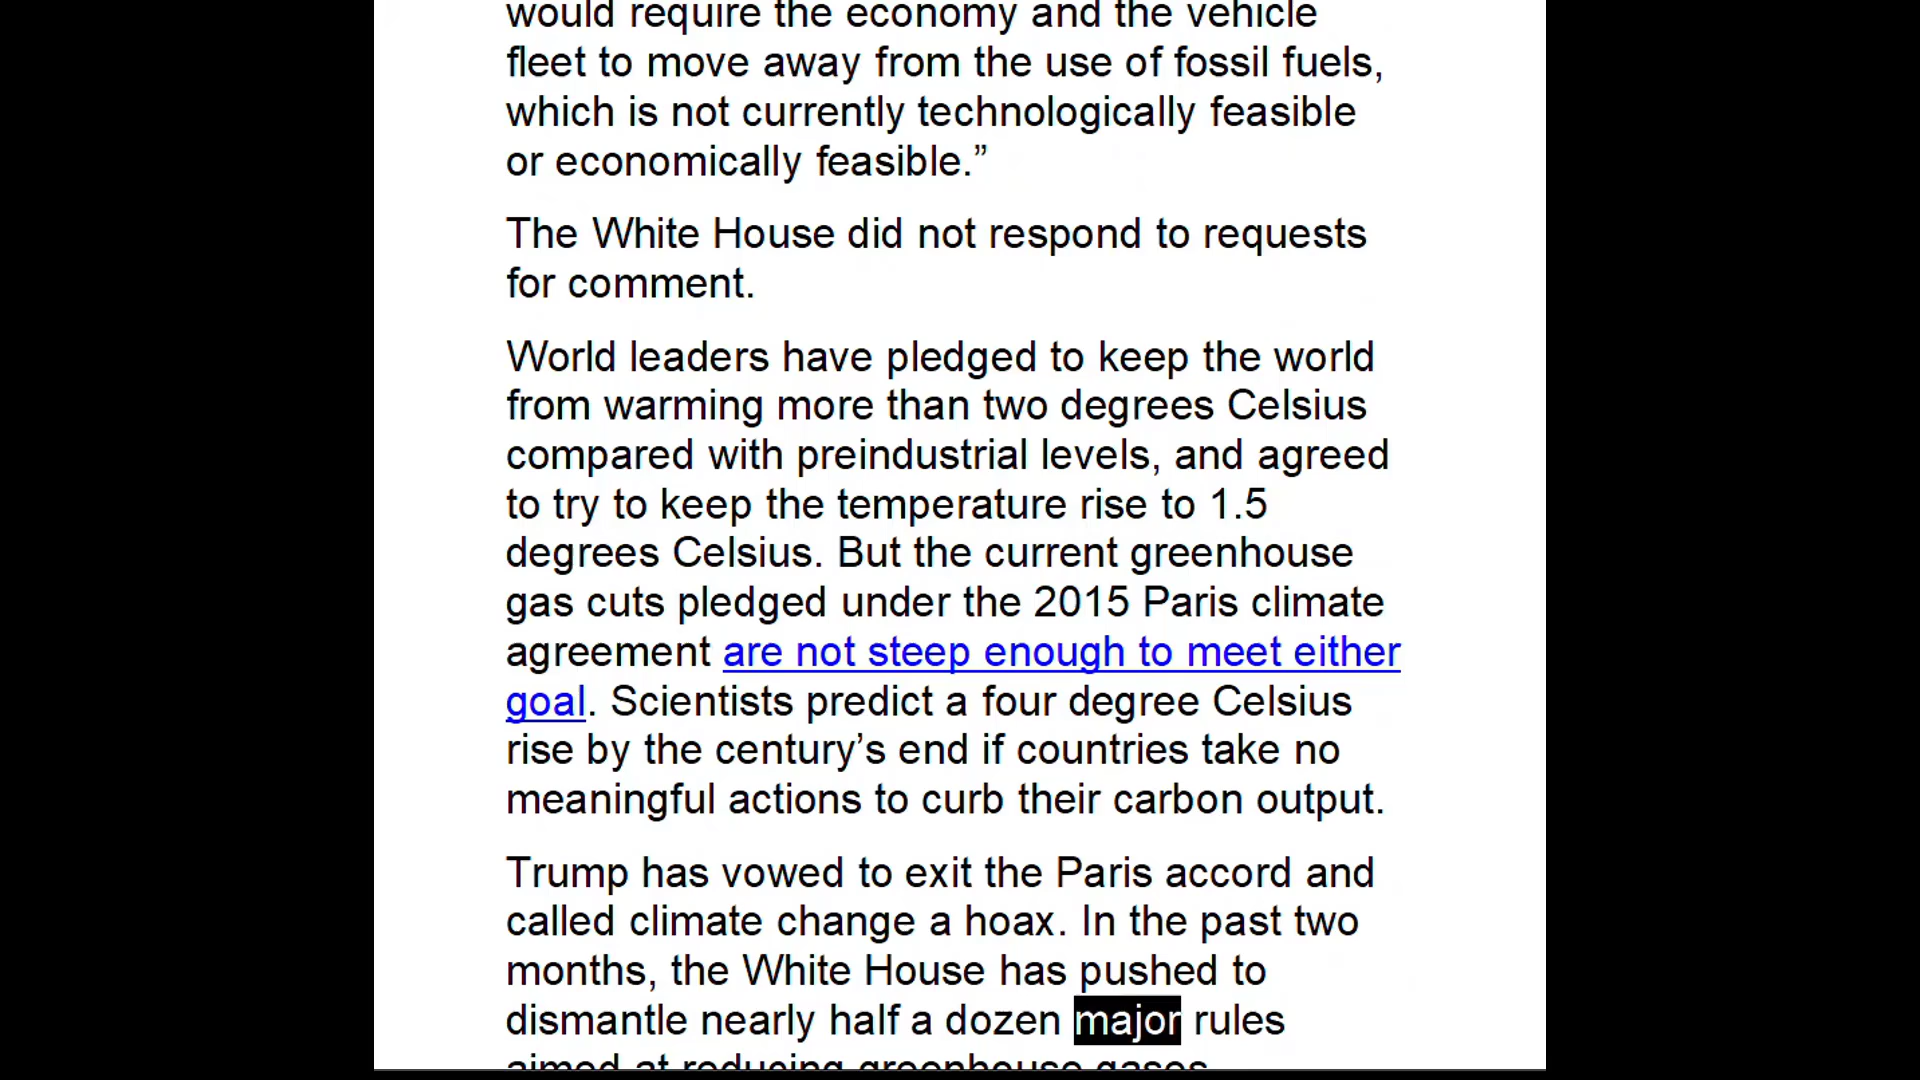 would require the economy and the vehicle
fleet to move away from the use of fossil fuels,
which is not currently technologically feasible
or economically feasible.”
The White House did not respond to requests
for comment.
World leaders have pledged to keep the world
from warming more than two degrees Celsius
compared with preindustrial levels, and agreed
to try to keep the temperature rise to 1.5
degrees Celsius. But the current greenhouse
gas cuts pledged under the 2015 Paris climate
agreement are not steep enough to meet either
goal. Scientists predict a four degree Celsius
rise by the century’s end if countries take no
meaningful actions to curb their carbon output.
Trump has vowed to exit the Paris accord and
called climate change a hoax. In the past two
months, the White House has pushed to
dismantle nearly half a dozen major rules
aimed at reducing greenhouse gases